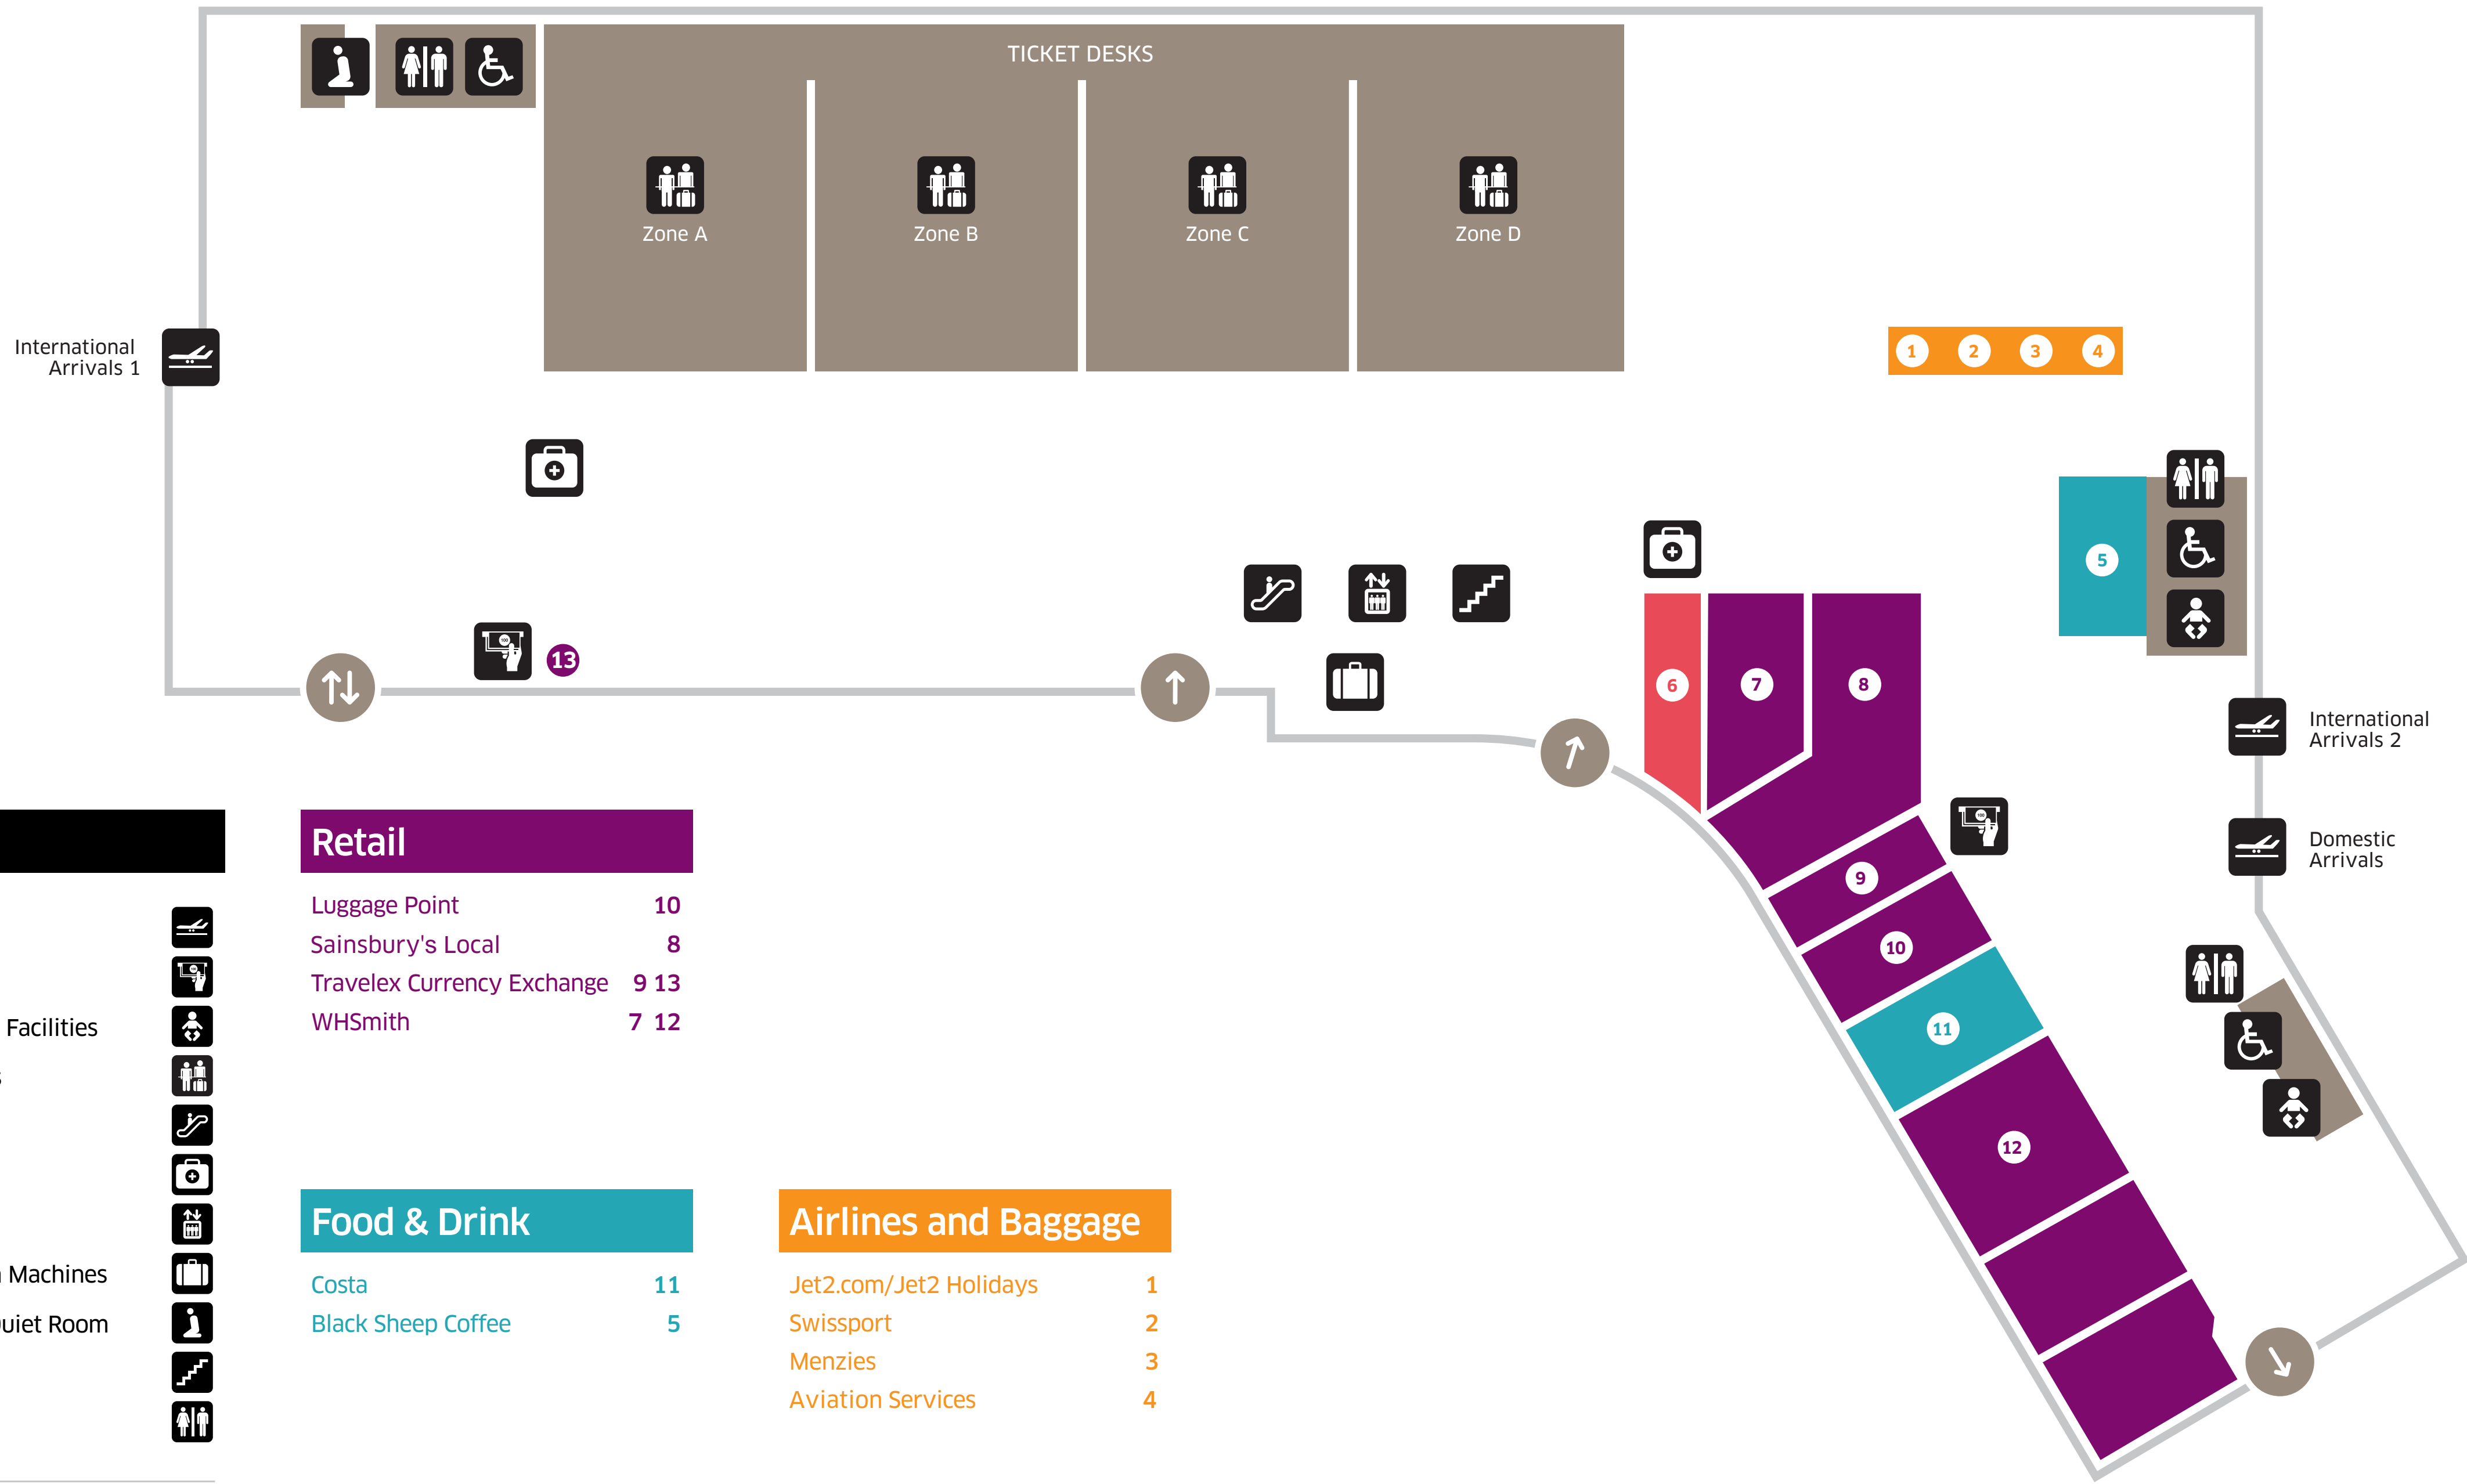 TICKET DESKS
Zone A
Zone B
Zone C
Zone D
International
Arrivals 1
1 2 3 4
5
6 7 8
13
International
Arrivals 2
Domestic
Arrivals
9
10
11
12
Facilities
s
Machines
uiet Room
Retail
Luggage Point 10
Sainsbury's Local 8
Travelex Currency Exchange 9 13
WHSmith 7 12
Food & Drink
Costa 11
Black Sheep Coffee 5
Airlines and Baggage
Jet2.com/Jet2 Holidays 1
Swissport 2
Menzies 3
Aviation Services 4